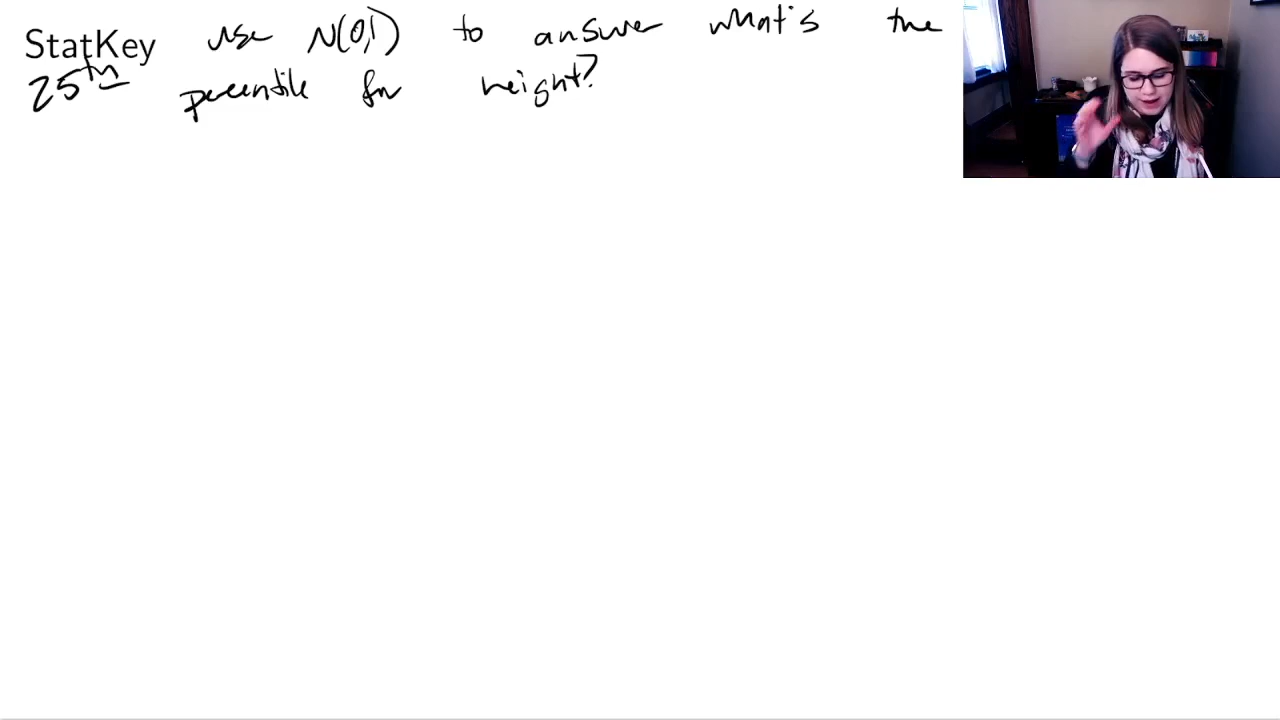 StatKey use N(0,1) to answer what's the
25th percentile for height?